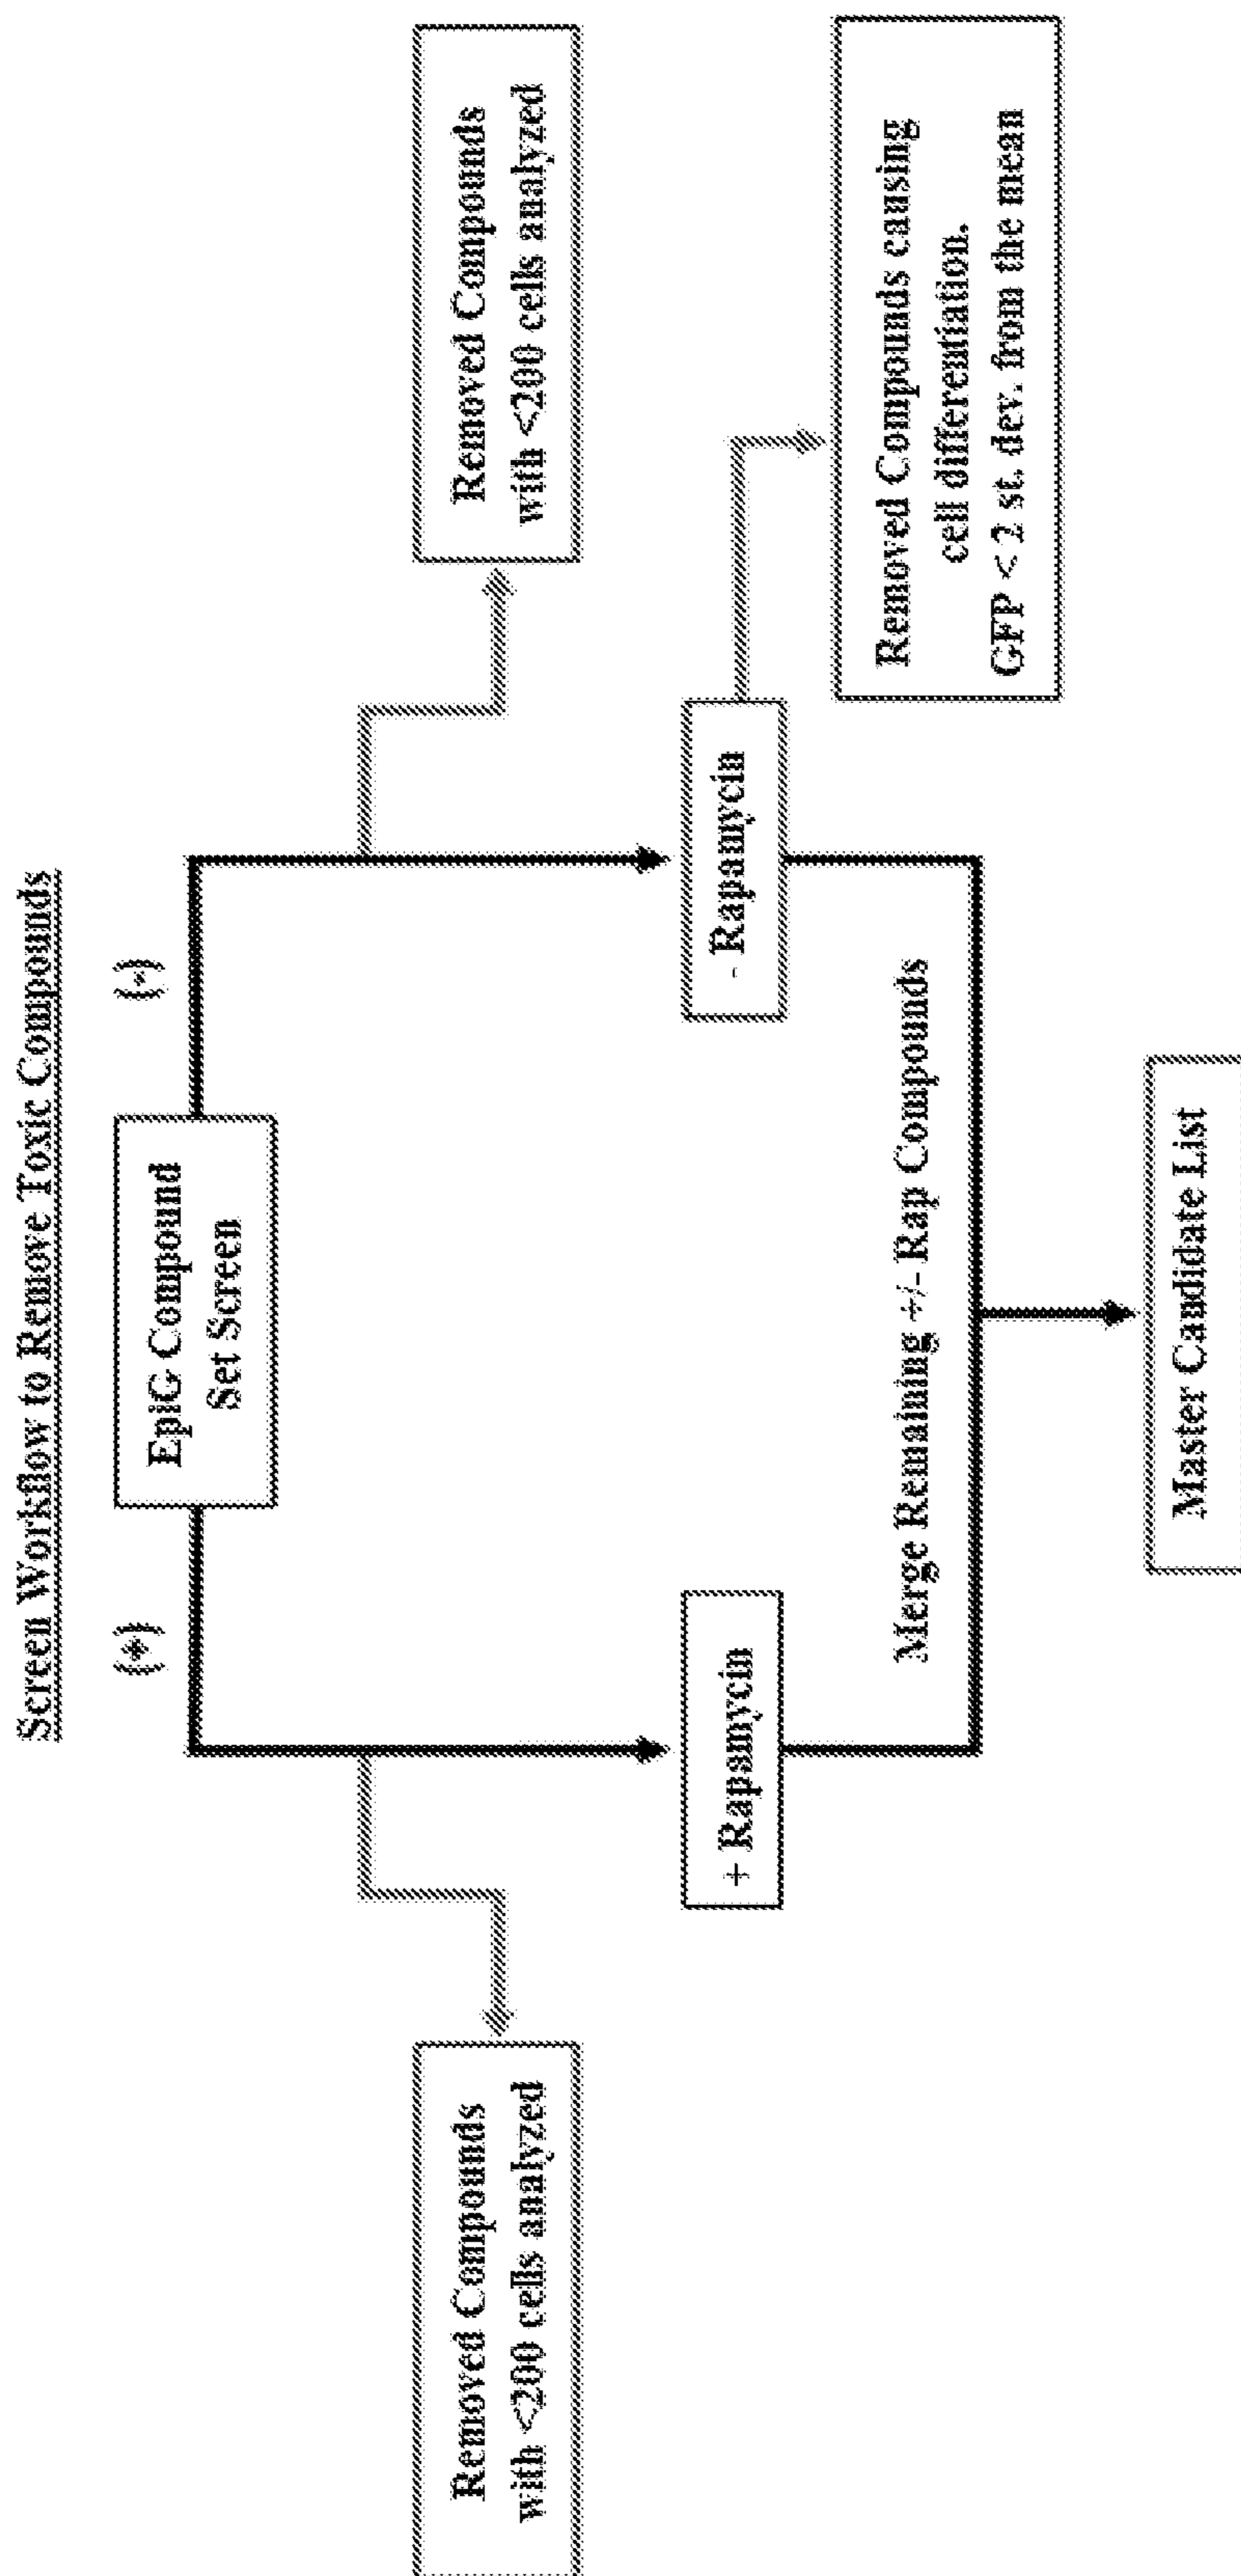 Screen Workflow to Remove Toxic Compounds
(+)
(-)
EpiG Compound
Set Screen
Removed Compounds
with <200 cells analyzed
Removed Compounds
with <200 cells analyzed
+ Rapamycin
- Rapamycin
Removed Compounds causing
cell differentiation.
GFP < 2 st. dev. from the mean
Merge Remaining +/- Rap Compounds
Master Candidate List